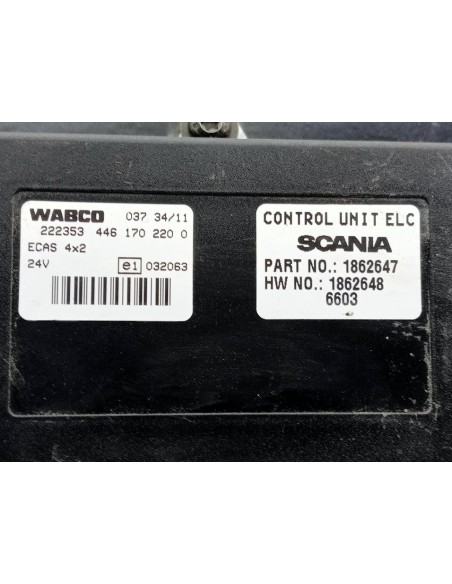 WABCO 037 34/11
222353 446 170 220 0
ECAS 4x2
24V e1 032063
CONTROL UNIT ELC
SCANIA
PART NO.: 1862647
HW NO.: 1862648
6603